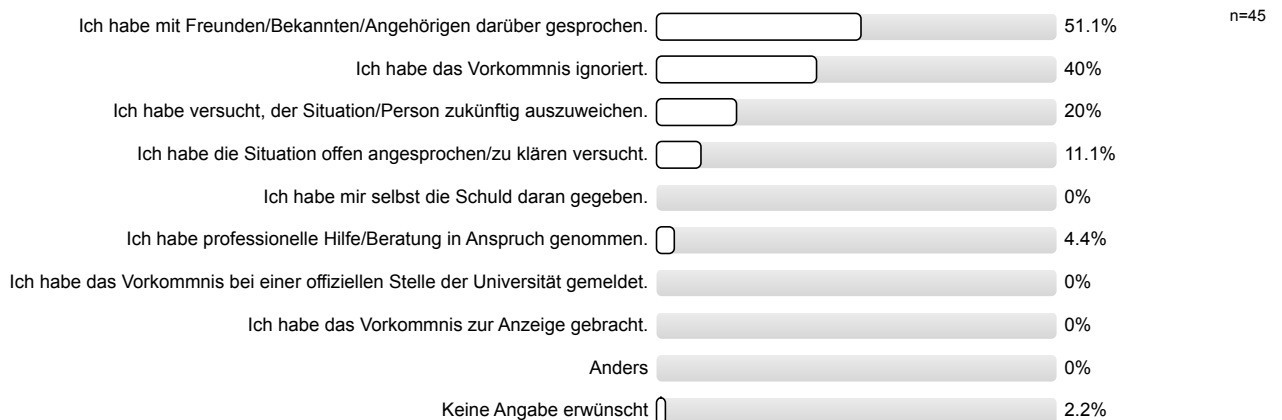 Ich habe mit Freunden/Bekannten/Angehörigen darüber gesprochen. 51.1% n=45
Ich habe das Vorkommnis ignoriert. 40%
Ich habe versucht, der Situation/Person zukünftig auszuweichen. 20%
Ich habe die Situation offen angesprochen/zu klären versucht. 11.1%
Ich habe mir selbst die Schuld daran gegeben. 0%
Ich habe professionelle Hilfe/Beratung in Anspruch genommen. 4.4%
Ich habe das Vorkommnis bei einer offiziellen Stelle der Universität gemeldet. 0%
Ich habe das Vorkommnis zur Anzeige gebracht. 0%
Anders 0%
Keine Angabe erwünscht 2.2%